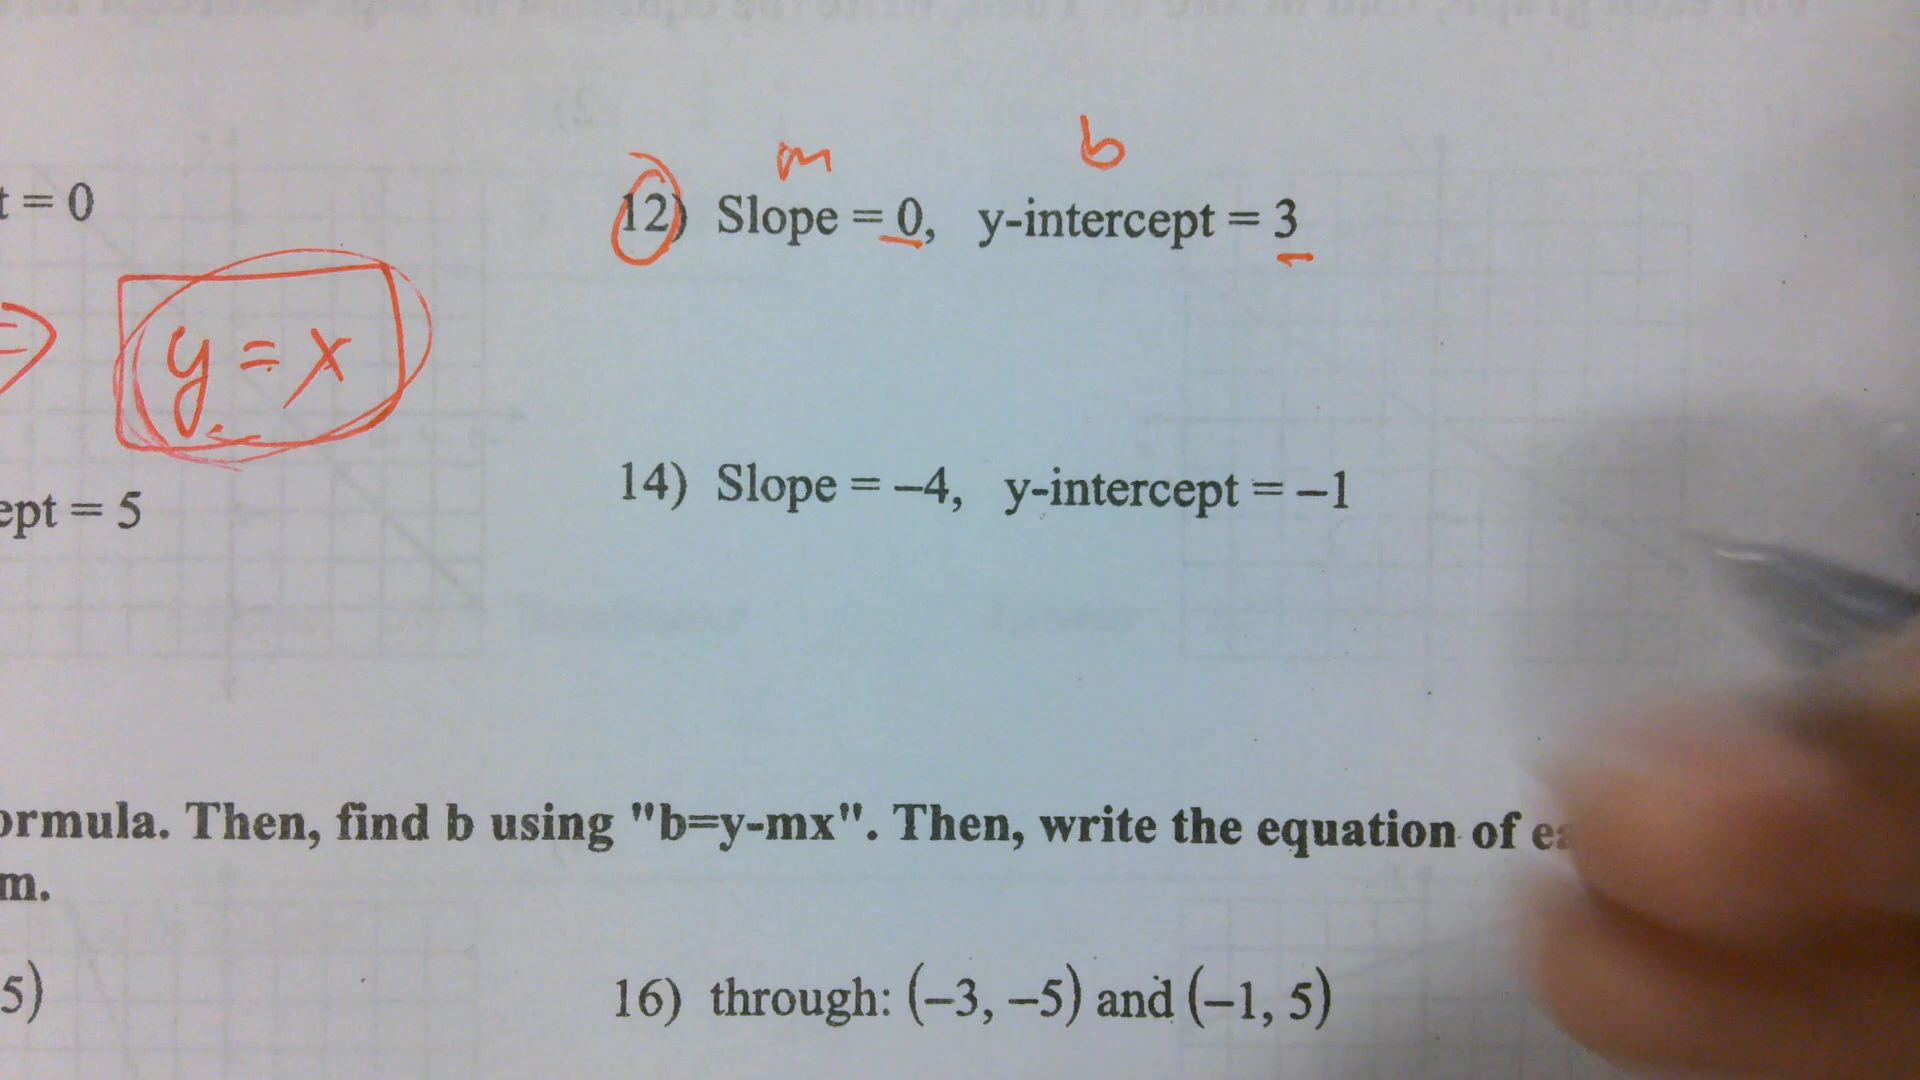 m b
t = 0
12) Slope = 0, y-intercept = 3
y = x
14) Slope = –4, y-intercept = –1
ept = 5
ormula. Then, find b using "b=y-mx". Then, write the equation of ea
m.
5)
16) through: (–3, –5) and (–1, 5)